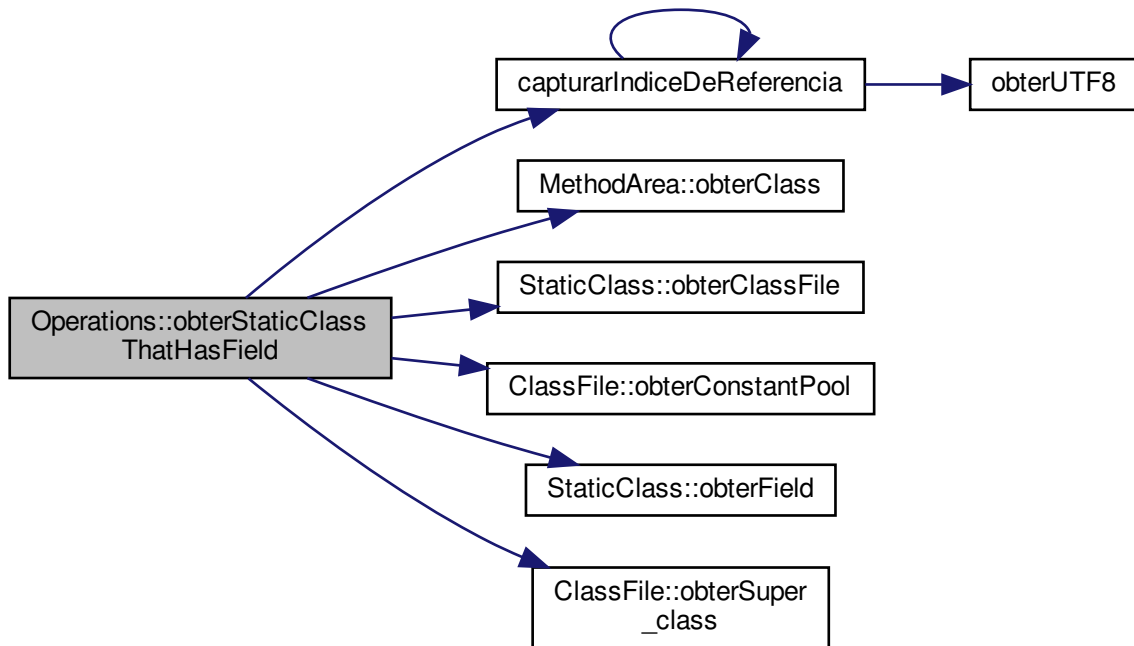 capturarIndiceDeReferencia
obterUTF8
MethodArea::obterClass
StaticClass::obterClassFile
Operations::obterStaticClass
ThatHasField
ClassFile::obterConstantPool
StaticClass::obterField
ClassFile::obterSuper
_class